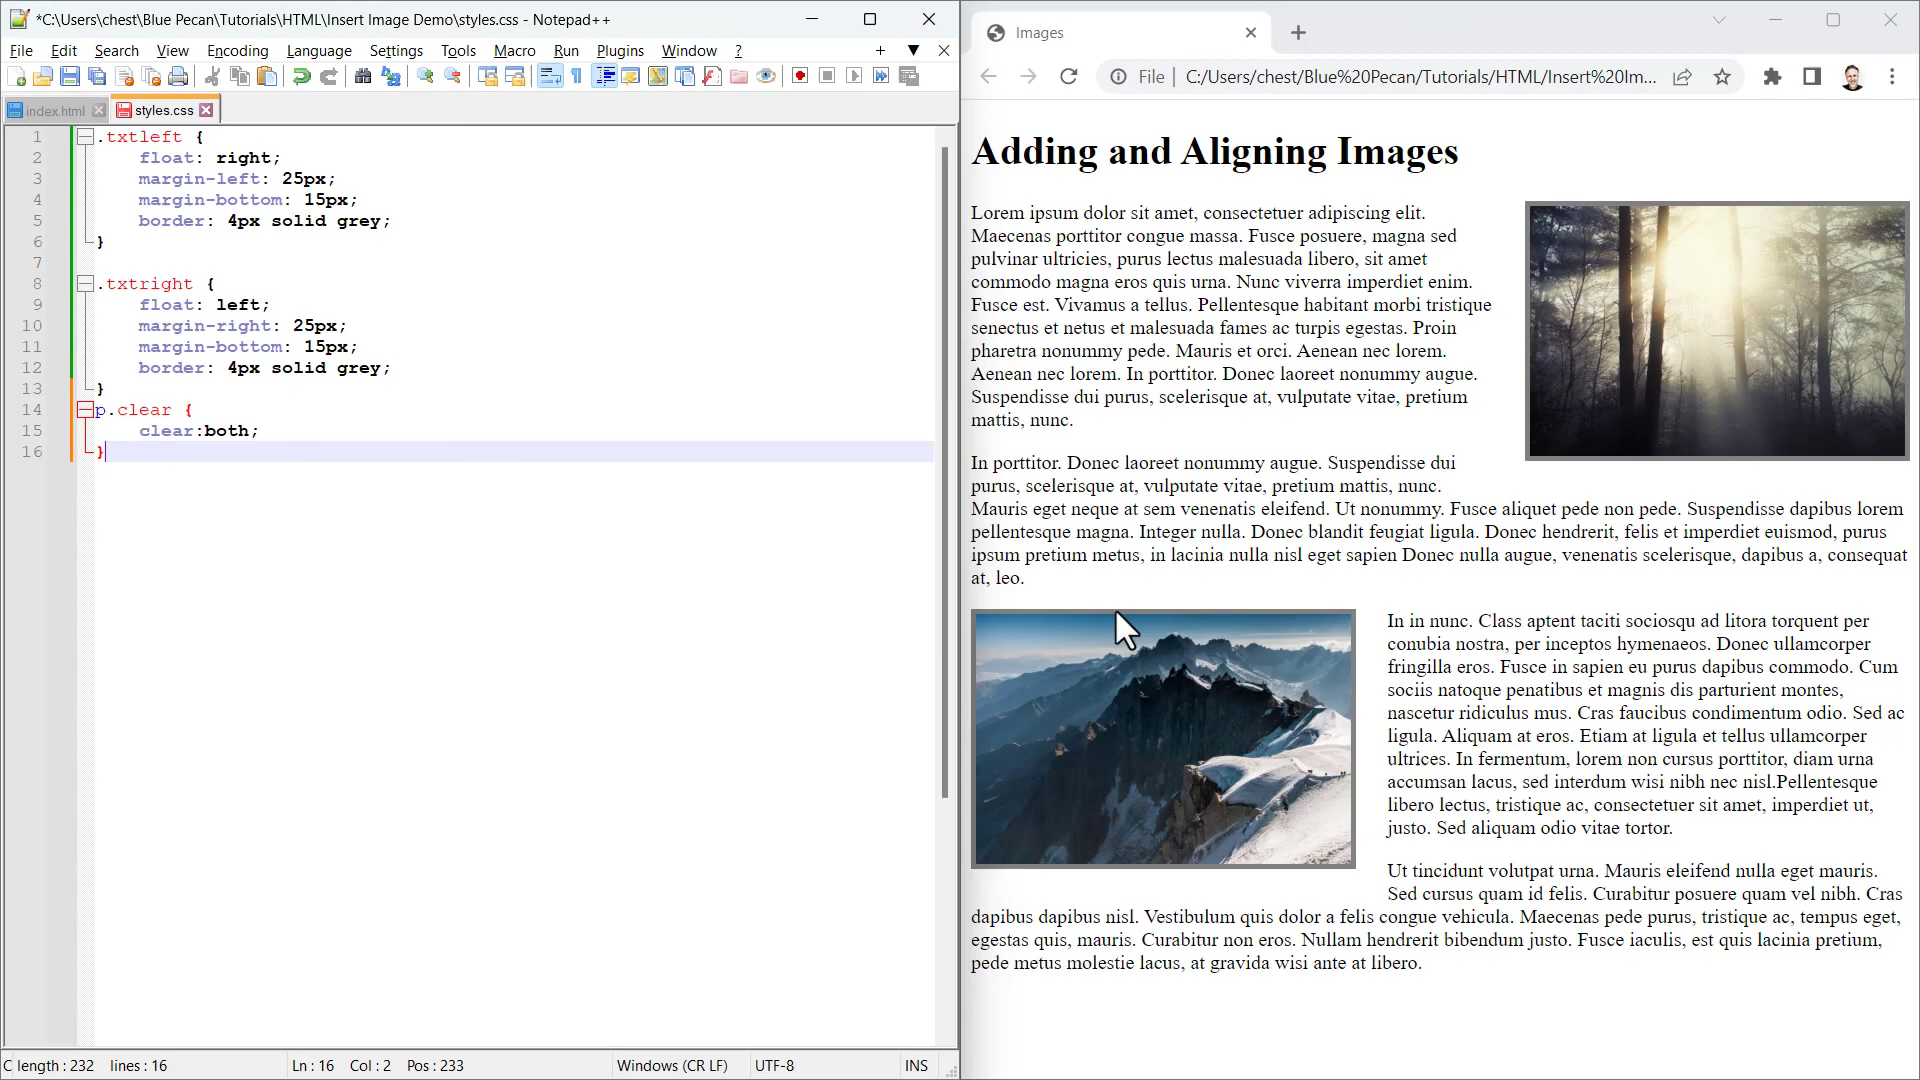 *C:\Users\chest\Blue Pecan\Tutorials\HTML\Insert Image Demo\styles.css - Notepad++
File Edit Search View Encoding Language Settings Tools Macro Run Plugins Window ?
index.html styles.css
1 .txtleft {
2 float: right;
3 margin-left: 25px;
4 margin-bottom: 15px;
5 border: 4px solid grey;
6 }
7
8 .txtright {
9 float: left;
10 margin-right: 25px;
11 margin-bottom: 15px;
12 border: 4px solid grey;
13 }
14 p.clear {
15 clear:both;
16 }
C length : 232 lines : 16 Ln : 16 Col : 2 Pos : 233 Windows (CR LF) UTF-8 INS
Images
File C:/Users/chest/Blue%20Pecan/Tutorials/HTML/Insert%20Im...
Adding and Aligning Images
Lorem ipsum dolor sit amet, consectetuer adipiscing elit.
Maecenas porttitor congue massa. Fusce posuere, magna sed
pulvinar ultricies, purus lectus malesuada libero, sit amet
commodo magna eros quis urna. Nunc viverra imperdiet enim.
Fusce est. Vivamus a tellus. Pellentesque habitant morbi tristique
senectus et netus et malesuada fames ac turpis egestas. Proin
pharetra nonummy pede. Mauris et orci. Aenean nec lorem.
Aenean nec lorem. In porttitor. Donec laoreet nonummy augue.
Suspendisse dui purus, scelerisque at, vulputate vitae, pretium
mattis, nunc.
In porttitor. Donec laoreet nonummy augue. Suspendisse dui
purus, scelerisque at, vulputate vitae, pretium mattis, nunc.
Mauris eget neque at sem venenatis eleifend. Ut nonummy. Fusce aliquet pede non pede. Suspendisse dapibus lorem
pellentesque magna. Integer nulla. Donec blandit feugiat ligula. Donec hendrerit, felis et imperdiet euismod, purus
ipsum pretium metus, in lacinia nulla nisl eget sapien Donec nulla augue, venenatis scelerisque, dapibus a, consequat
at, leo.
In in nunc. Class aptent taciti sociosqu ad litora torquent per
conubia nostra, per inceptos hymenaeos. Donec ullamcorper
fringilla eros. Fusce in sapien eu purus dapibus commodo. Cum
sociis natoque penatibus et magnis dis parturient montes,
nascetur ridiculus mus. Cras faucibus condimentum odio. Sed ac
ligula. Aliquam at eros. Etiam at ligula et tellus ullamcorper
ultrices. In fermentum, lorem non cursus porttitor, diam urna
accumsan lacus, sed interdum wisi nibh nec nisl.Pellentesque
libero lectus, tristique ac, consectetuer sit amet, imperdiet ut,
justo. Sed aliquam odio vitae tortor.
Ut tincidunt volutpat urna. Mauris eleifend nulla eget mauris.
Sed cursus quam id felis. Curabitur posuere quam vel nibh. Cras
dapibus dapibus nisl. Vestibulum quis dolor a felis congue vehicula. Maecenas pede purus, tristique ac, tempus eget,
egestas quis, mauris. Curabitur non eros. Nullam hendrerit bibendum justo. Fusce iaculis, est quis lacinia pretium,
pede metus molestie lacus, at gravida wisi ante at libero.